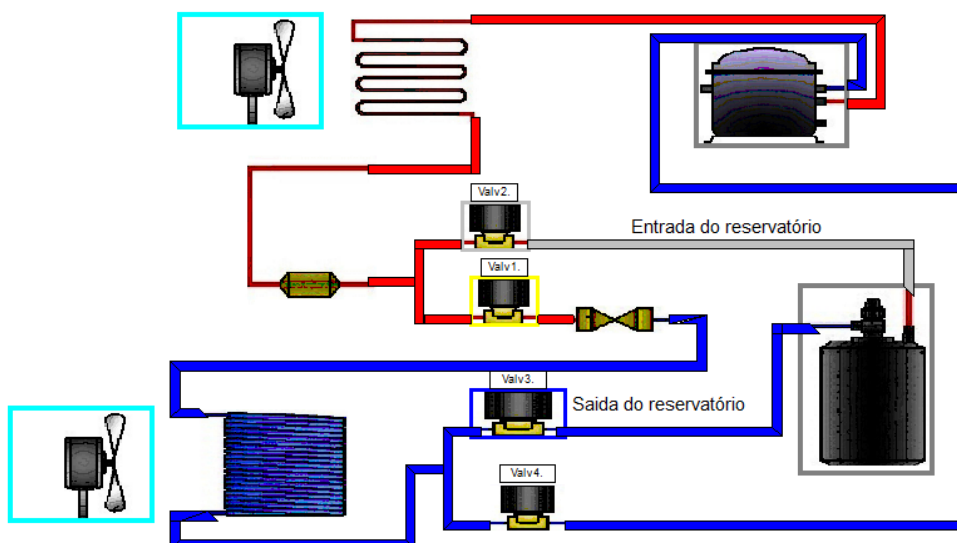 Valv2.
Entrada do reservatório
Valv1.
Valv3.
Saida do reservatório
Valv4.